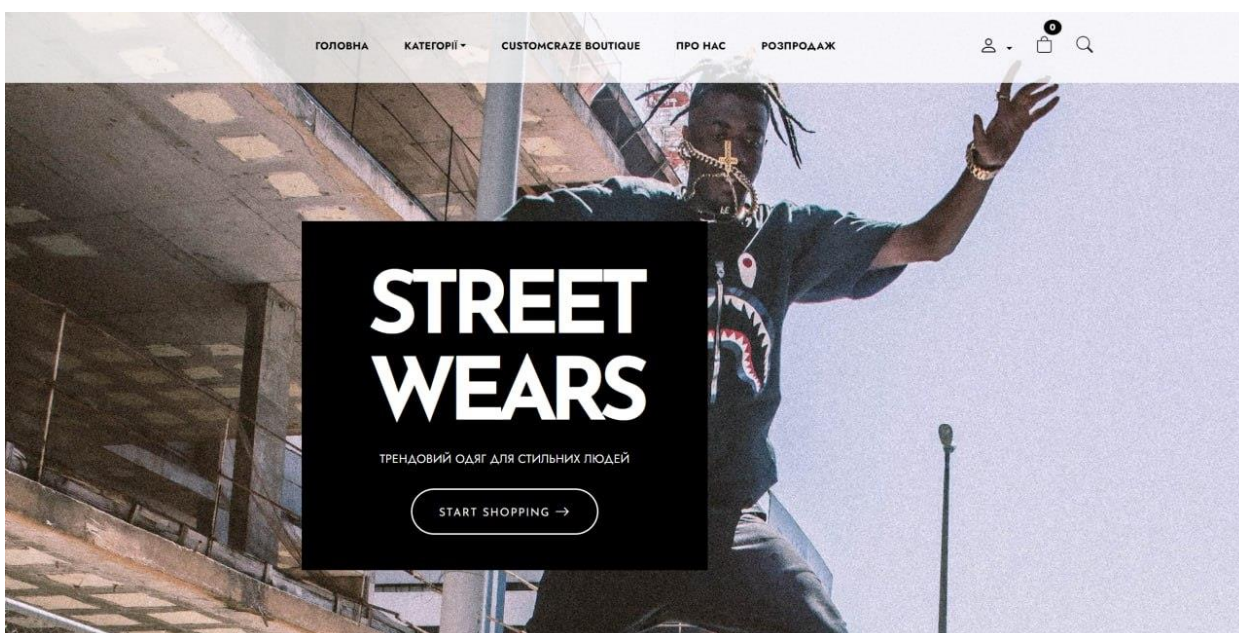 ГОЛОВНА КАТЕГОРІЇ CUSTOMCRAZE BOUTIQUE ПРО НАС РОЗПРОДАЖ 0
STREET
WEARS
ТРЕНДОВИЙ ОДЯГ ДЛЯ СТИЛЬНИХ ЛЮДЕЙ
START SHOPPING →